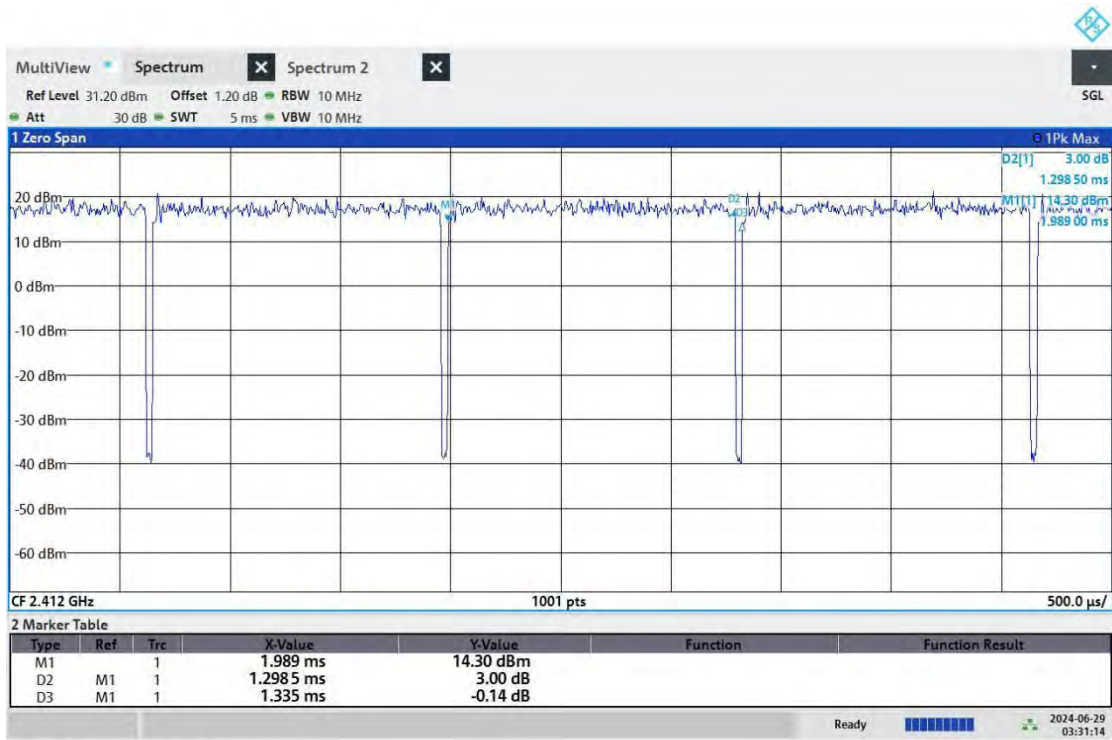 R S
MultiView Spectrum X Spectrum 2 X
Ref Level 31.20 dBm Offset 1.20 dB RBW 10 MHz SGL
Att 30 dB SWT 5 ms VBW 10 MHz
1 Zero Span 1Pk Max
D2[1] 3.00 dB
1.298 50 ms
M1[1] 14.30 dBm
1.989 00 ms
20 dBm
M1
D2
D3
10 dBm
0 dBm
-10 dBm
-20 dBm
-30 dBm
-40 dBm
-50 dBm
-60 dBm
CF 2.412 GHz 1001 pts 500.0 µs/
2 Marker Table
Type Ref Trc X-Value Y-Value Function Function Result
M1 1 1.989 ms 14.30 dBm
D2 M1 1 1.2985 ms 3.00 dB
D3 M1 1 1.335 ms -0.14 dB
Ready 2024-06-29
03:31:14